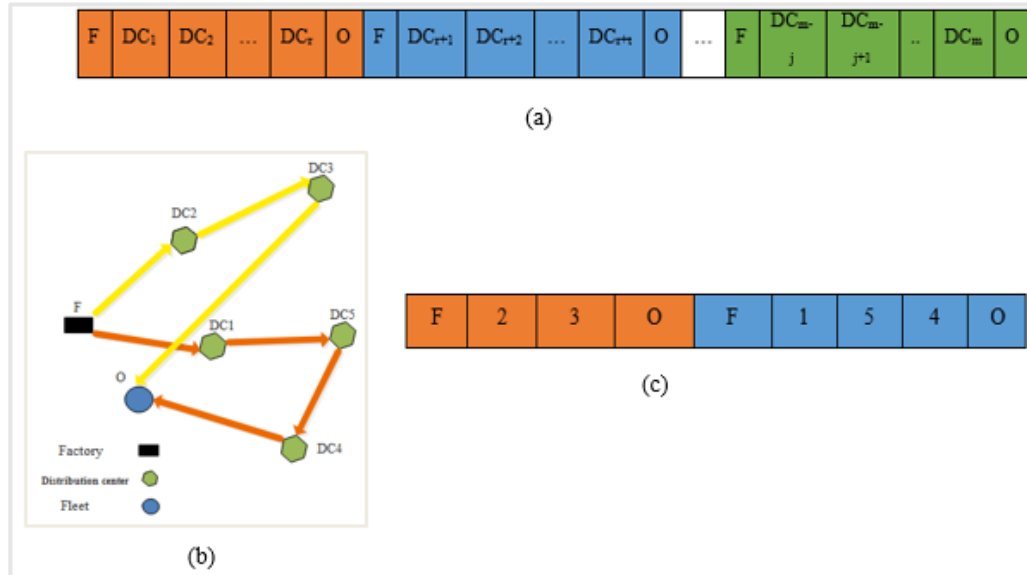 F DC1 DC2 ... DCr O F DCr+1 DCr+2 ... DCr+t O ... F DCm-j DCm-j+1 .. DCm O
(a)
DC3
DC2
F
DC1
DC5
O
DC4
Factory
Distribution center
Fleet
(b)
F 2 3 O F 1 5 4 O
(c)